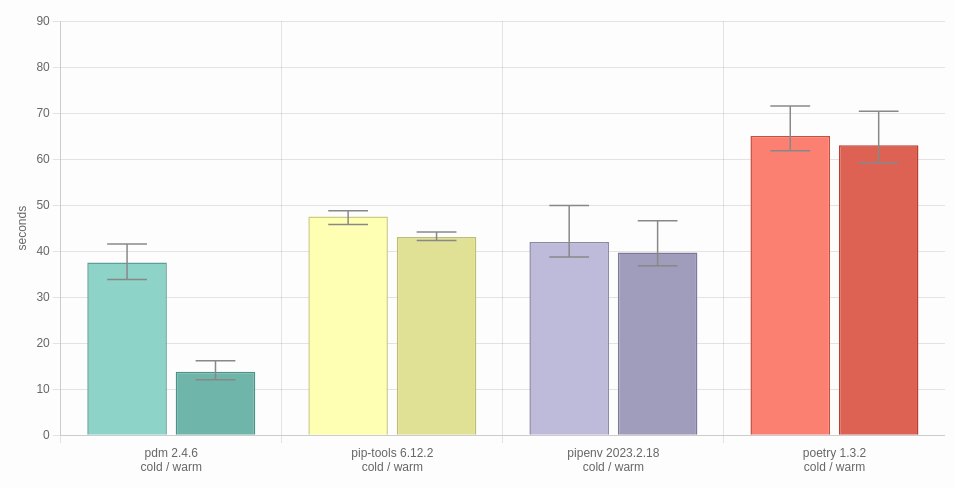 90
80
70
60
50
40
30
20
10
0
seconds
pdm 2.4.6
cold / warm
pip-tools 6.12.2
cold / warm
pipenv 2023.2.18
cold / warm
poetry 1.3.2
cold / warm